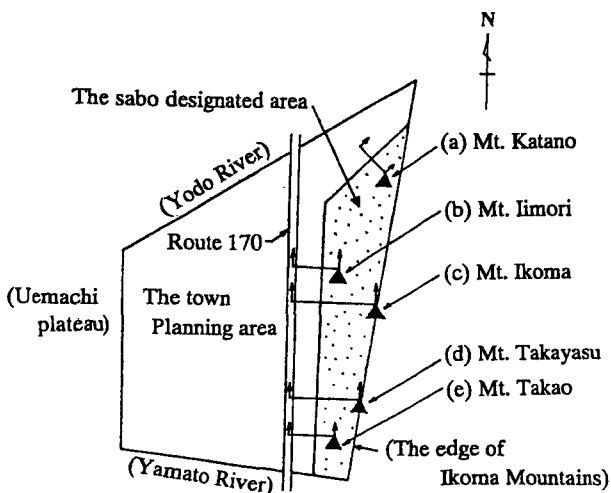 N
The sabo designated area
(a) Mt. Katano
(Yodo River)
(b) Mt. Iimori
Route 170
(c) Mt. Ikoma
(Uemachi
plateau)
The town
Planning area
(d) Mt. Takayasu
(e) Mt. Takao
(The edge of
Ikoma Mountains)
(Yamato River)